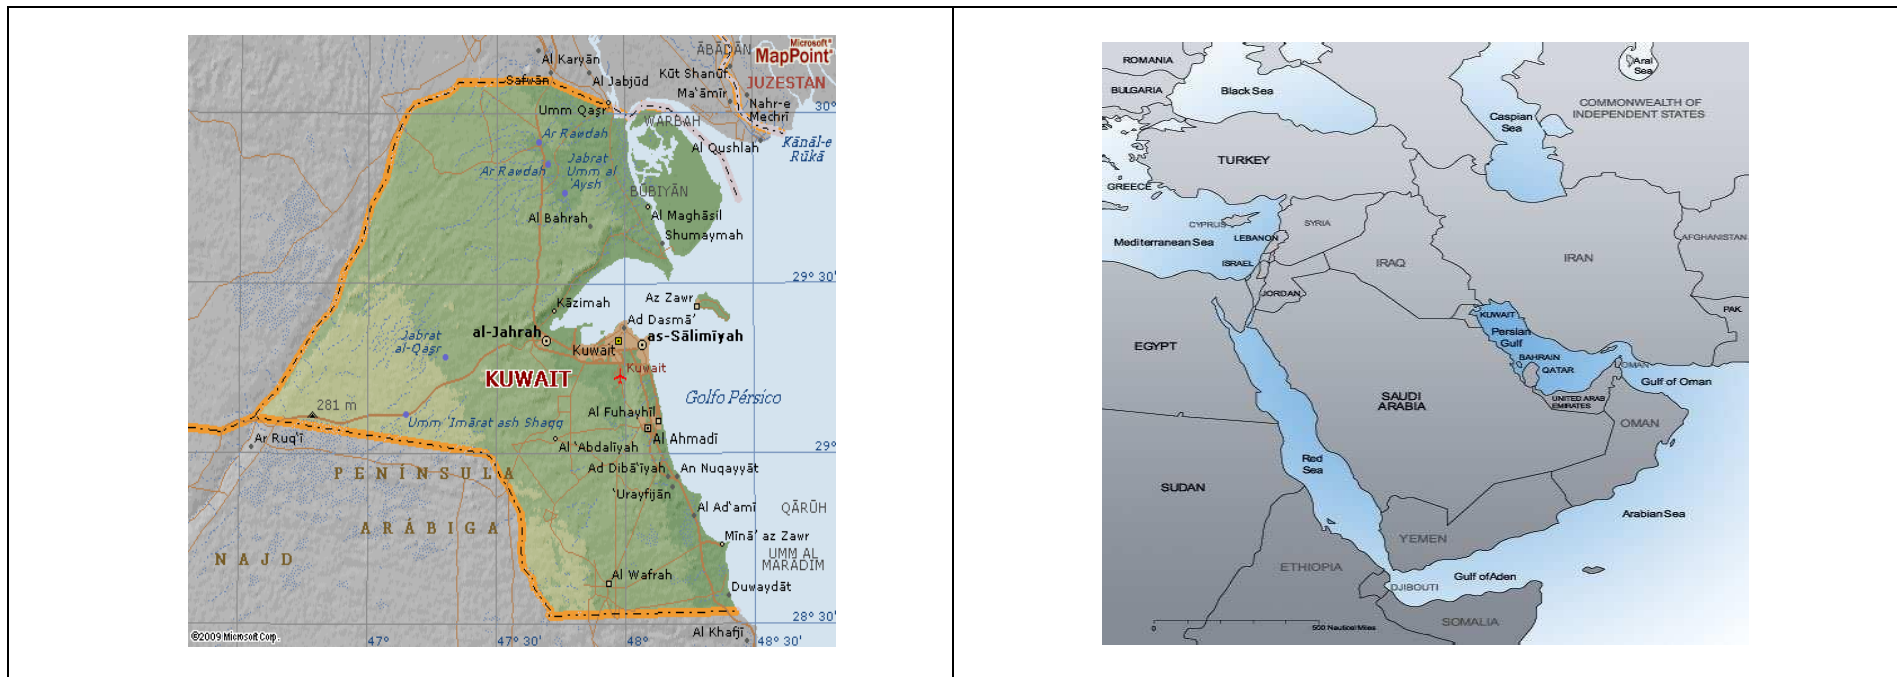 Microsoft®
MapPoint®
ĀBĀDĀN
Al Karyān
Kūt Shanūf
JUZESTAN
Safwān
Al Jabjūd
Ma‘āmīr
Umm Qaşr
Nahr-e
Mechrī
30°
WARBAH
Ar Rawdah
Al Qushlah
Kānāl-e
Rūkā
Ar Rawdah
Jabrat
Umm al
‘Aysh
BŪBIYĀN
Al Bahrah
Al Maghāsil
Shumaymah
29° 30'
Kāzimah
Az Zawr
Ad Dasmā’
al-Jahrah
as-Sālimīyah
Jabrat
al-Qaşr
Kuwait
Kuwait
KUWAIT
Golfo Pérsico
281 m
Al Fuhayhīl
Umm ‘Imārat ash Shaqq
Ar Ruq‘ī
Al Ahmadī
Al ‘Abdalīyah
29°
PENÍNSULA
Ad Dibā‘īyah
An Nuqayyāt
‘Urayfijān
ARÁBIGA
Al Ad‘amī
QĀRŪH
NAJD
Mīnā’ az Zawr
UMM AL
MARADIM
Al Wafrah
Duwaydāt
28° 30'
©2009 Microsoft Corp.
47°
47° 30'
48°
Al Khafjī
48° 30'
ROMANIA
Aral
Sea
BULGARIA
Black Sea
COMMONWEALTH OF
INDEPENDENT STATES
Caspian
Sea
TURKEY
GREECE
CYPRUS
SYRIA
Mediterranean Sea
LEBANON
AFGHANISTAN
ISRAEL
IRAQ
IRAN
JORDAN
KUWAIT
PAK.
Persian
Gulf
EGYPT
BAHRAIN
QATAR
OMAN
Gulf of Oman
SAUDI
ARABIA
UNITED ARAB
EMIRATES
OMAN
Red
Sea
SUDAN
Arabian Sea
YEMEN
ETHIOPIA
DJIBOUTI
Gulf of Aden
SOMALIA
0
500 Nautical Miles